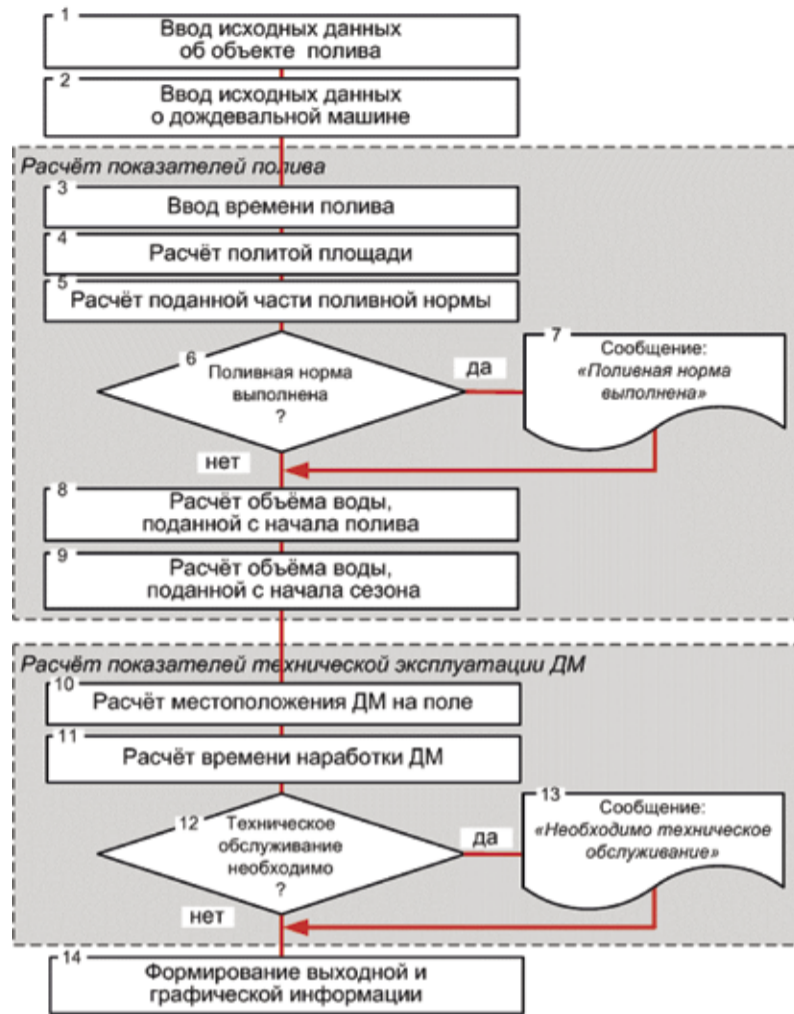 1
Ввод исходных данных
об объекте полива
2
Ввод исходных данных
о дождевальной машине
Расчёт показателей полива
3
Ввод времени полива
4
Расчёт политой площади
5
Расчёт поданной части поливной нормы
6
Поливная норма
выполнена
?
да
7
Сообщение:
«Поливная норма
выполнена»
нет
8
Расчёт объёма воды,
поданной с начала полива
9
Расчёт объёма воды,
поданной с начала сезона
Расчёт показателей технической эксплуатации ДМ
10
Расчёт местоположения ДМ на поле
11
Расчёт времени наработки ДМ
12
Техническое
обслуживание
необходимо
?
да
13
Сообщение:
«Необходимо техническое
обслуживание»
нет
14
Формирование выходной и
графической информации